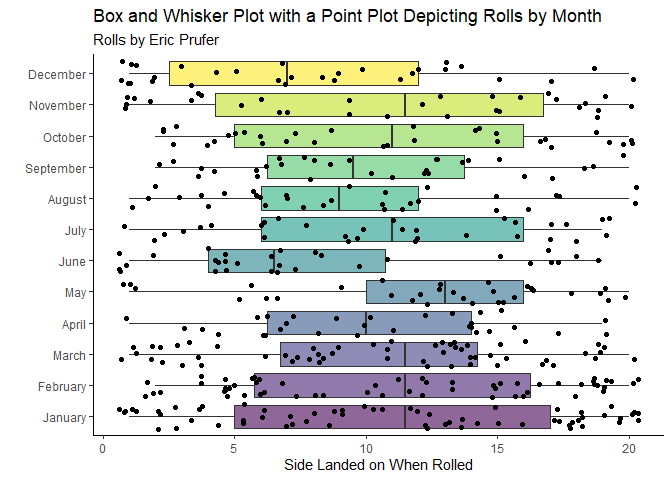 Box and Whisker Plot with a Point Plot Depicting Rolls by Month
Rolls by Eric Prufer
December
November
October
September
August
July
June
May
April
March
February
January
0 5 10 15 20
Side Landed on When Rolled